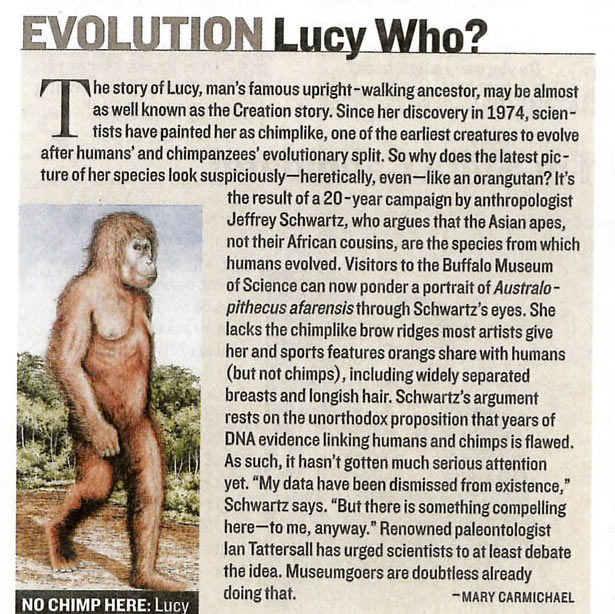 EVOLUTION Lucy Who?
The story of Lucy, man's famous upright-walking ancestor, may be almost
as well known as the Creation story. Since her discovery in 1974, scien-
tists have painted her as chimplike, one of the earliest creatures to evolve
after humans' and chimpanzees' evolutionary split. So why does the latest pic-
ture of her species look suspiciously—heretically, even—like an orangutan? It's
the result of a 20-year campaign by anthropologist
Jeffrey Schwartz, who argues that the Asian apes,
not their African cousins, are the species from which
humans evolved. Visitors to the Buffalo Museum
of Science can now ponder a portrait of Australo-
pithecus afarensis through Schwartz's eyes. She
lacks the chimplike brow ridges most artists give
her and sports features orangs share with humans
(but not chimps), including widely separated
breasts and longish hair. Schwartz's argument
rests on the unorthodox proposition that years of
DNA evidence linking humans and chimps is flawed.
As such, it hasn't gotten much serious attention
yet. “My data have been dismissed from existence,”
Schwartz says. “But there is something compelling
here—to me, anyway.” Renowned paleontologist
Ian Tattersall has urged scientists to at least debate
the idea. Museumgoers are doubtless already
doing that.
–MARY CARMICHAEL
NO CHIMP HERE: Lucy